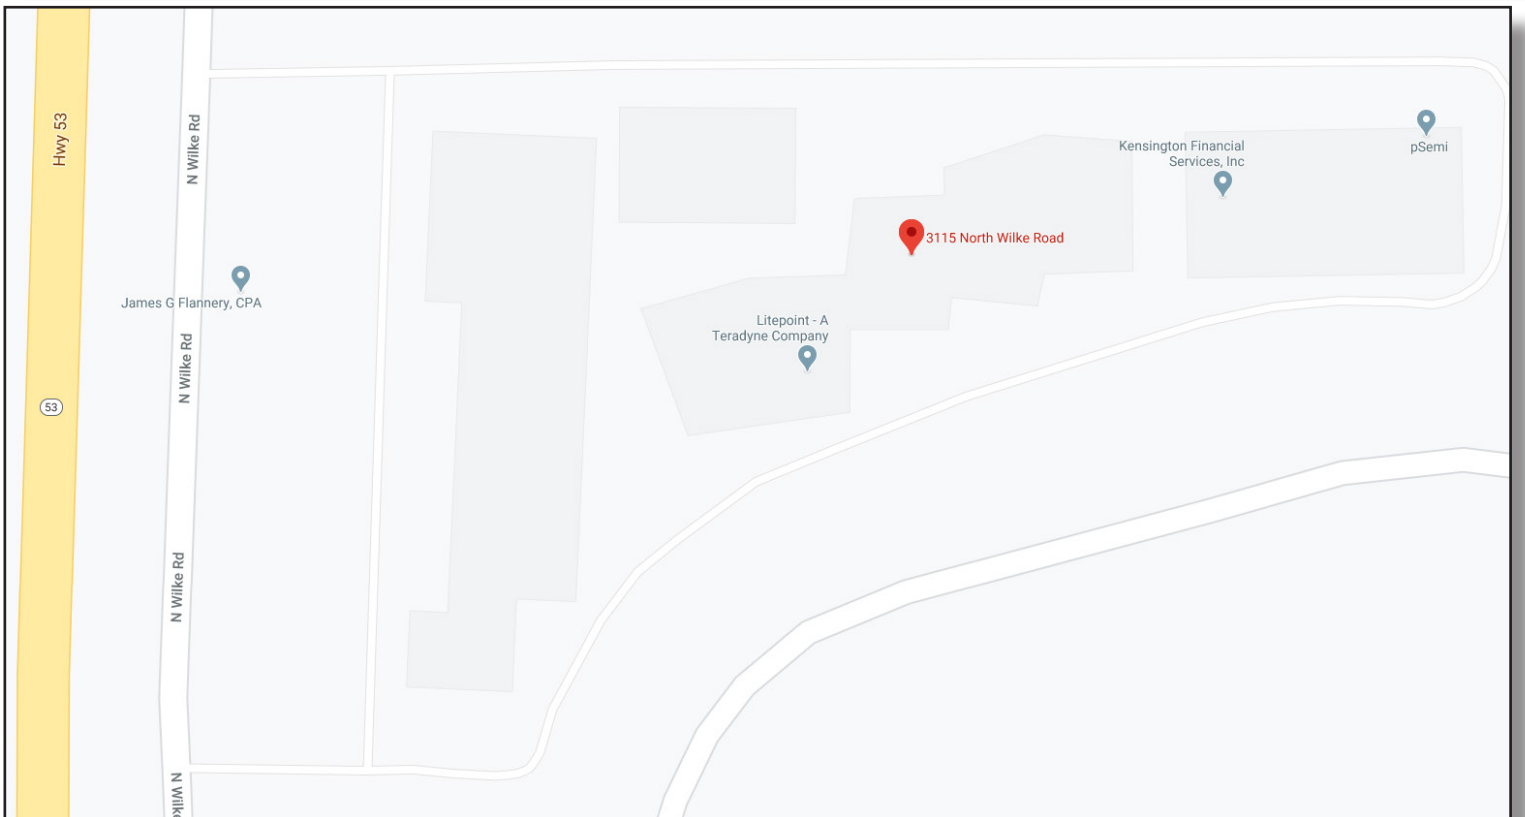 Hwy 53
N Wilke Rd
Kensington Financial
Services, Inc
pSemi
3115 North Wilke Road
James G Flannery, CPA
Litepoint - A
Teradyne Company
N Wilke Rd
53
N Wilke Rd
N Wilke